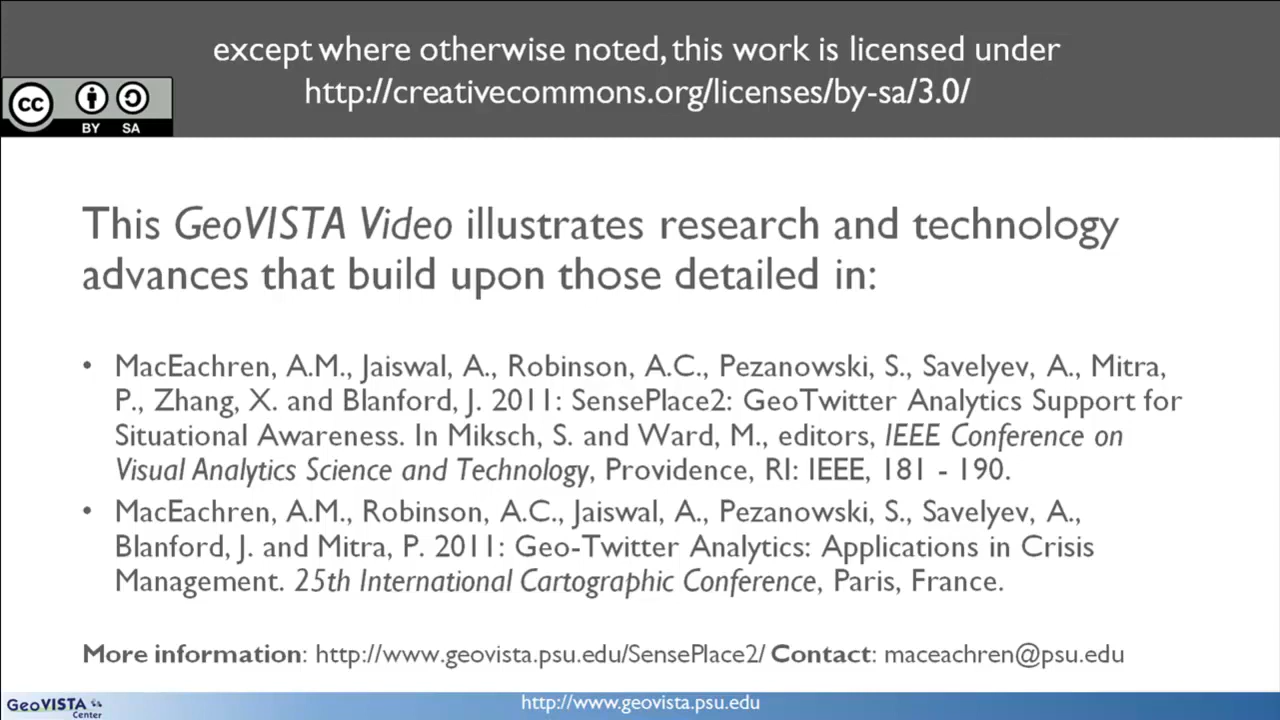 except where otherwise noted, this work is licensed under
http://creativecommons.org/licenses/by-sa/3.0/
cc
BY SA
This GeoVISTA Video illustrates research and technology
advances that build upon those detailed in:
• MacEachren, A.M., Jaiswal, A., Robinson, A.C., Pezanowski, S., Savelyev, A., Mitra,
P., Zhang, X. and Blanford, J. 2011: SensePlace2: GeoTwitter Analytics Support for
Situational Awareness. In Miksch, S. and Ward, M., editors, IEEE Conference on
Visual Analytics Science and Technology, Providence, RI: IEEE, 181 - 190.
• MacEachren, A.M., Robinson, A.C., Jaiswal, A., Pezanowski, S., Savelyev, A.,
Blanford, J. and Mitra, P. 2011: Geo-Twitter Analytics: Applications in Crisis
Management. 25th International Cartographic Conference, Paris, France.
More information: http://www.geovista.psu.edu/SensePlace2/ Contact: maceachren@psu.edu
GeoVISTA
Center
http://www.geovista.psu.edu